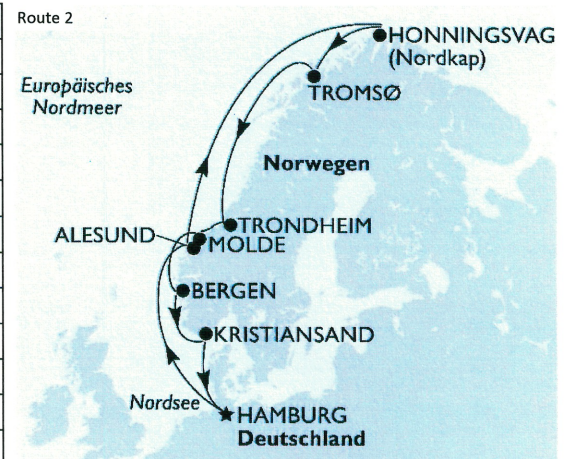 Route 2
HONNINGSVAG
(Nordkap)
Europäisches
Nordmeer
TROMSØ
Norwegen
ALESUND
TRONDHEIM
MOLDE
BERGEN
KRISTIANSAND
Nordsee
HAMBURG
Deutschland